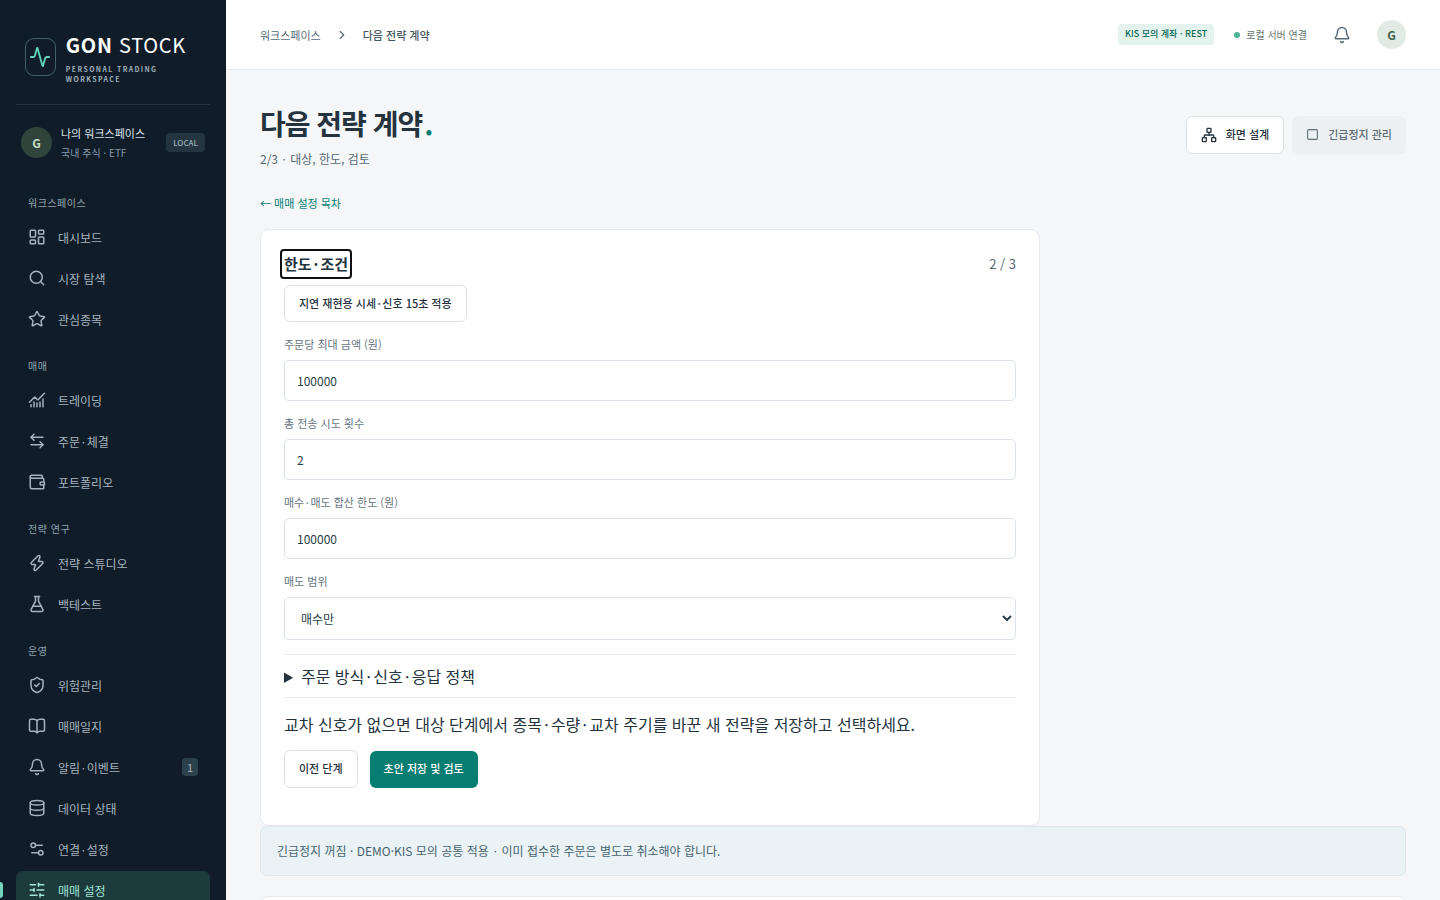 GON STOCK
PERSONAL TRADING
WORKSPACE
G
나의 워크스페이스
국내 주식 · ETF
LOCAL
워크스페이스
대시보드
시장 탐색
관심종목
매매
트레이딩
주문·체결
포트폴리오
전략 연구
전략 스튜디오
백테스트
운영
위험관리
매매일지
알림·이벤트
1
데이터 상태
연결·설정
매매 설정
워크스페이스
다음 전략 계약
KIS 모의 계좌 · REST
로컬 서버 연결
G
다음 전략 계약.
2/3 · 대상, 한도, 검토
화면 설계
긴급정지 관리
← 매매 설정 목차
한도·조건
2 / 3
지연 재현용 시세·신호 15초 적용
주문당 최대 금액 (원)
100000
총 전송 시도 횟수
2
매수·매도 합산 한도 (원)
100000
매도 범위
매수만
▶ 주문 방식·신호·응답 정책
교차 신호가 없으면 대상 단계에서 종목·수량·교차 주기를 바꾼 새 전략을 저장하고 선택하세요.
이전 단계
초안 저장 및 검토
긴급정지 꺼짐 · DEMO·KIS 모의 공통 적용 · 이미 접수한 주문은 별도로 취소해야 합니다.